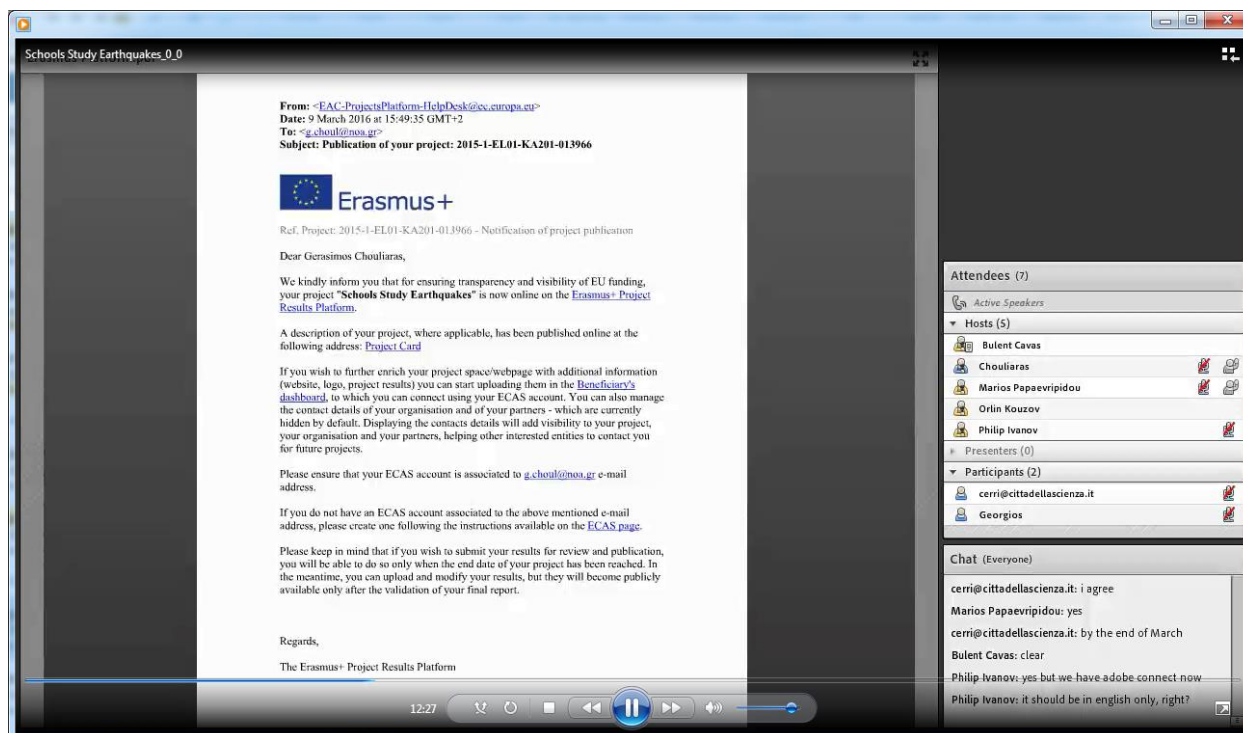 Schools Study Earthquakes_0_0
From: <EAC-ProjectsPlatform-HelpDesk@ec.europa.eu>
Date: 9 March 2016 at 15:49:35 GMT+2
To: <g.choul@noa.gr>
Subject: Publication of your project: 2015-1-EL01-KA201-013966
Erasmus+
Ref. Project: 2015-1-EL01-KA201-013966 - Notification of project publication
Dear Gerasimos Chouliaras,
We kindly inform you that for ensuring transparency and visibility of EU funding,
your project "Schools Study Earthquakes" is now online on the Erasmus+ Project
Results Platform.
A description of your project, where applicable, has been published online at the
following address: Project Card
If you wish to further enrich your project space/webpage with additional information
(website, logo, project results) you can start uploading them in the Beneficiary's
dashboard, to which you can connect using your ECAS account. You can also manage
the contact details of your organisation and of your partners - which are currently
hidden by default. Displaying the contacts details will add visibility to your project,
your organisation and your partners, helping other interested entities to contact you
for future projects.
Please ensure that your ECAS account is associated to g.choul@noa.gr e-mail
address.
If you do not have an ECAS account associated to the above mentioned e-mail
address, please create one following the instructions available on the ECAS page.
Please keep in mind that if you wish to submit your results for review and publication,
you will be able to do so only when the end date of your project has been reached. In
the meantime, you can upload and modify your results, but they will become publicly
available only after the validation of your final report.
Regards,
The Erasmus+ Project Results Platform
12:27
Attendees (7)
Active Speakers
Hosts (5)
Bulent Cavas
Chouliaras
Marios Papaevripidou
Orlin Kouzov
Philip Ivanov
Presenters (0)
Participants (2)
cerri@cittadellascienza.it
Georgios
Chat (Everyone)
cerri@cittadellascienza.it: i agree
Marios Papaevripidou: yes
cerri@cittadellascienza.it: by the end of March
Bulent Cavas: clear
Philip Ivanov: yes but we have adobe connect now
Philip Ivanov: it should be in english only, right?